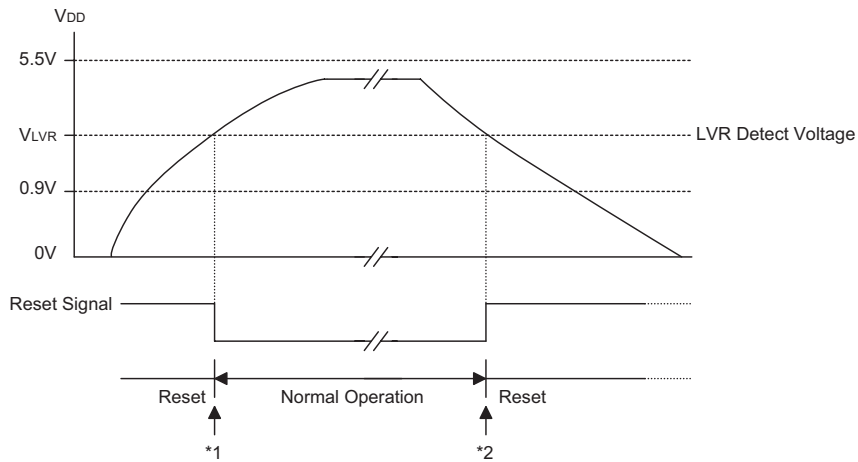 VDD
5.5V
VLVR
LVR Detect Voltage
0.9V
0V
Reset Signal
Reset
Normal Operation
Reset
*1
*2